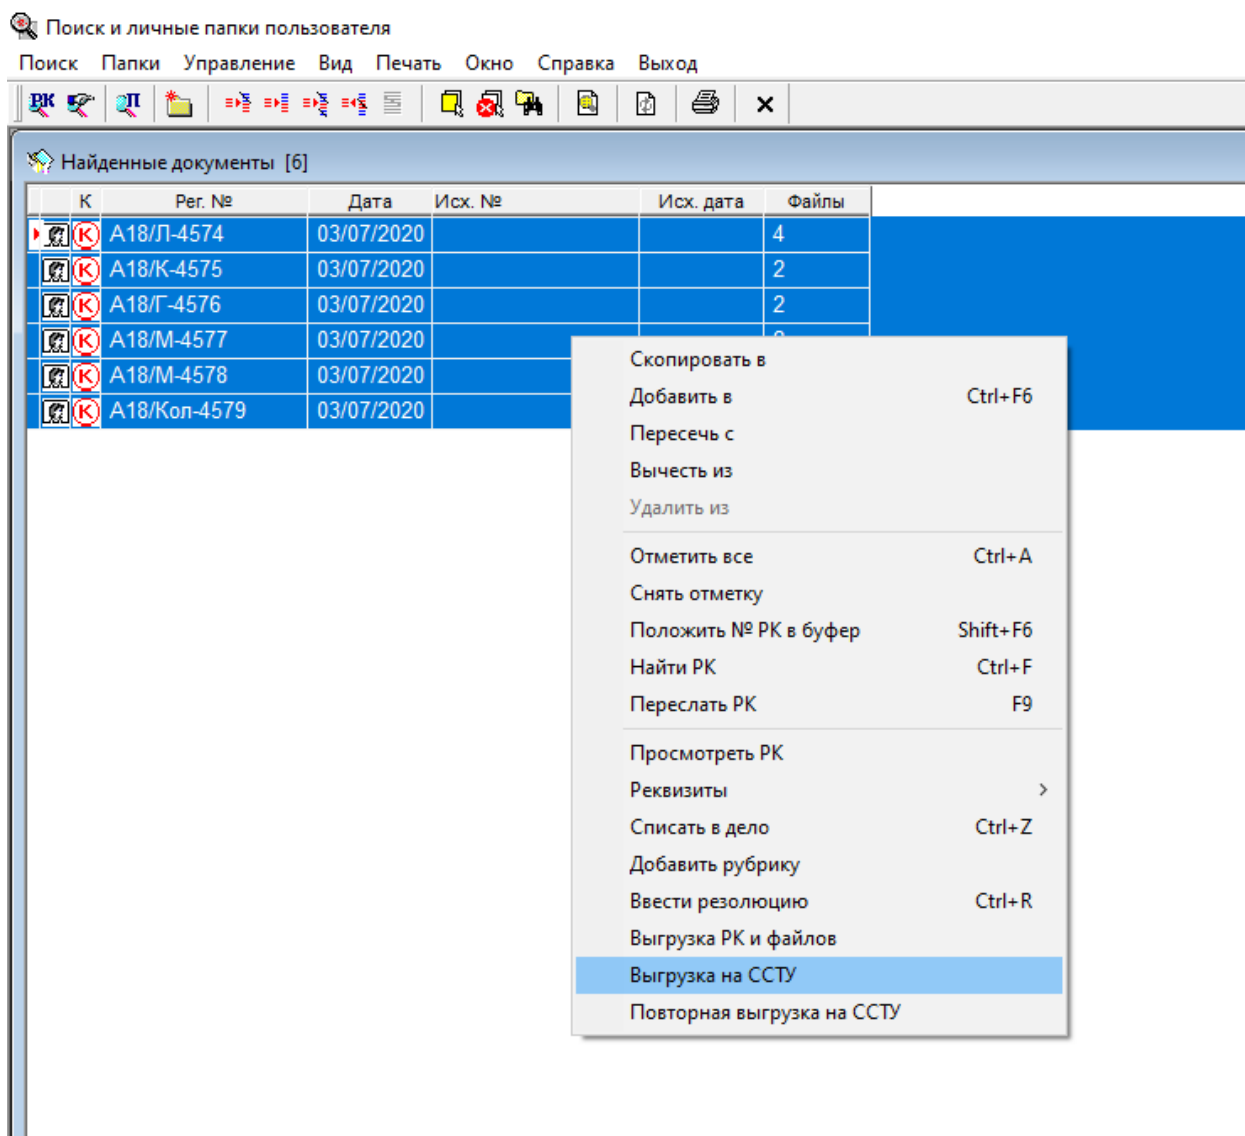 Поиск и личные папки пользователя
Поиск Папки Управление Вид Печать Окно Справка Выход
РК П
Найденные документы [6]
К Рег. № Дата Исх. № Исх. дата Файлы
К А18/Л-4574 03/07/2020 4
К А18/К-4575 03/07/2020 2
К А18/Г-4576 03/07/2020 2
К А18/М-4577 03/07/2020
К А18/М-4578 03/07/2020
К А18/Кол-4579 03/07/2020
Скопировать в
Добавить в Ctrl+F6
Пересечь с
Вычесть из
Удалить из
Отметить все Ctrl+A
Снять отметку
Положить № РК в буфер Shift+F6
Найти РК Ctrl+F
Переслать РК F9
Просмотреть РК
Реквизиты
Списать в дело Ctrl+Z
Добавить рубрику
Ввести резолюцию Ctrl+R
Выгрузка РК и файлов
Выгрузка на ССТУ
Повторная выгрузка на ССТУ